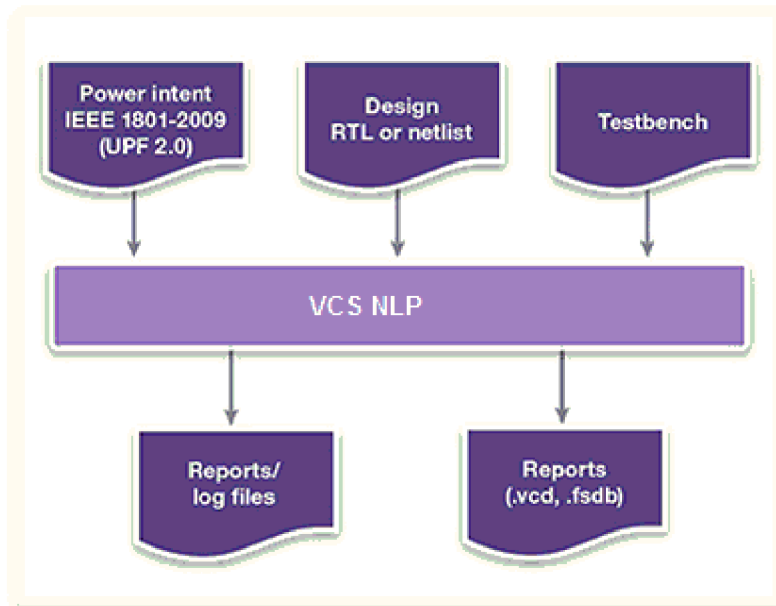 Power intent
IEEE 1801-2009
(UPF 2.0)
Design
RTL or netlist
Testbench
VCS NLP
Reports/
log files
Reports
(.vcd, .fsdb)